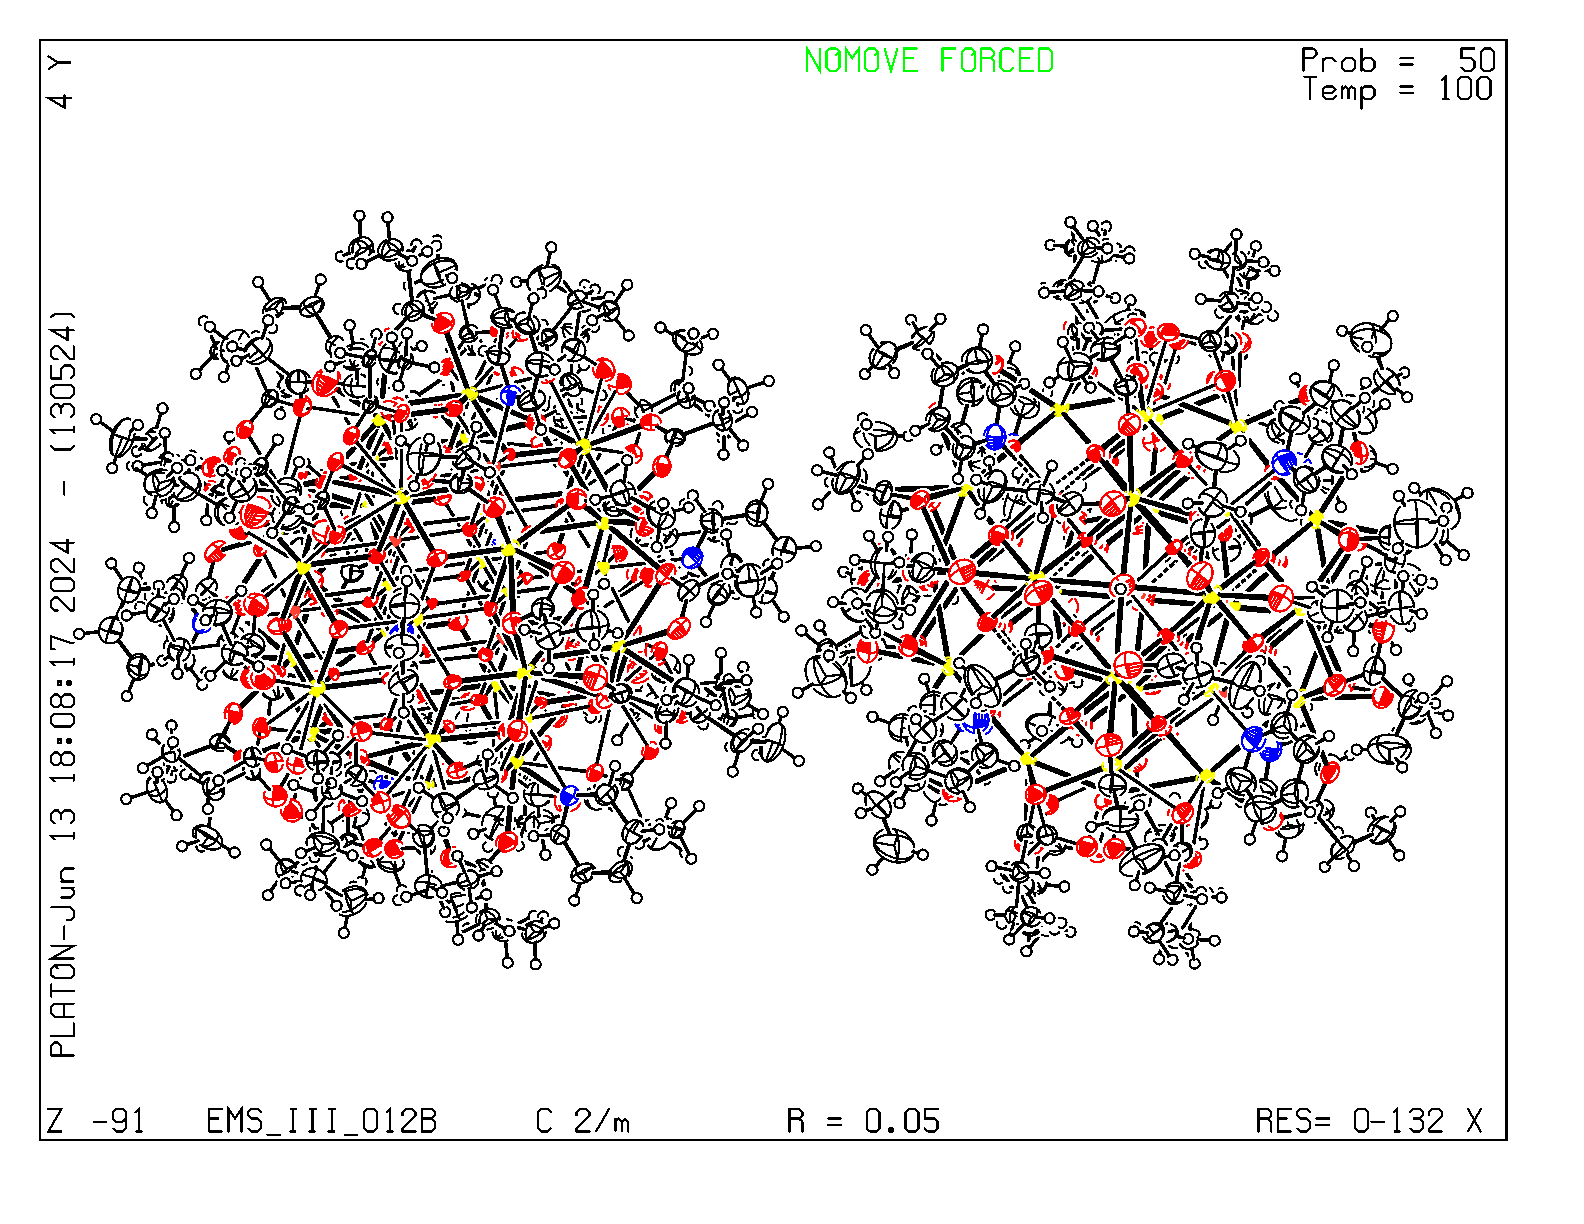 NOMOVE FORCED
Prob = 50
Temp = 100
PLATON-Jun 13 18:08:17 2024 - (130524)
4 Y
Z -91 EMS_III_012B C 2/m R = 0.05 RES= 0-132 X